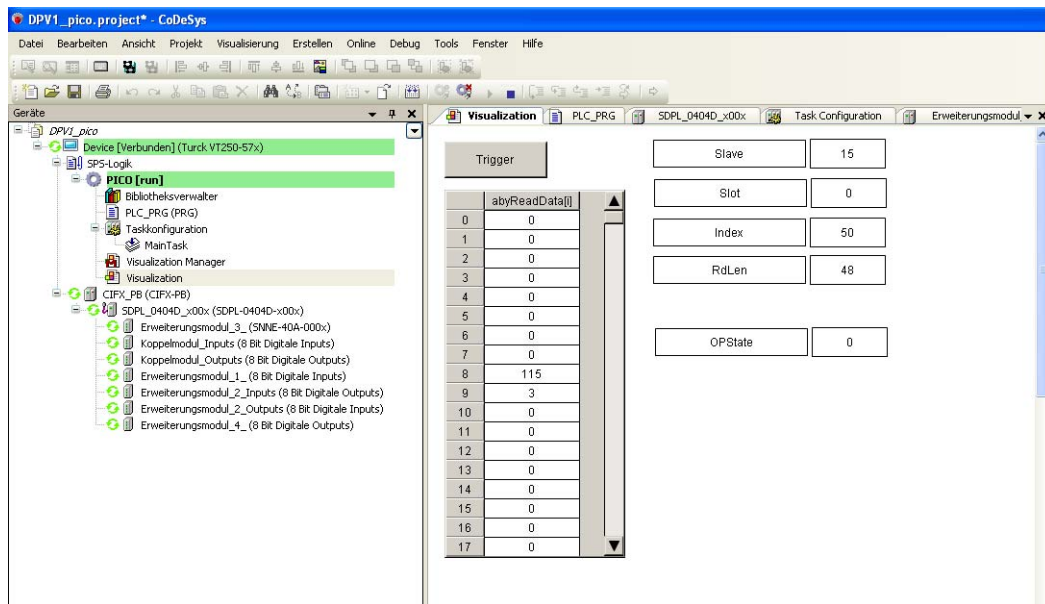 DPV1_pico.project* - CoDeSys
Datei Bearbeiten Ansicht Projekt Visualisierung Erstellen Online Debug Tools Fenster Hilfe
Geräte
DPV1_pico
Device [Verbunden] (Turck VT250-57x)
SPS-Logik
PICO [run]
Bibliotheksverwalter
PLC_PRG (PRG)
Taskkonfiguration
MainTask
Visualization Manager
Visualization
CIFX_PB (CIFX-PB)
SDPL_0404D_x00x (SDPL-0404D-x00x)
Erweiterungsmodul_3_ (SNNE-40A-000x)
Koppelmodul_Inputs (8 Bit Digitale Inputs)
Koppelmodul_Outputs (8 Bit Digitale Outputs)
Erweiterungsmodul_1_ (8 Bit Digitale Inputs)
Erweiterungsmodul_2_Inputs (8 Bit Digitale Outputs)
Erweiterungsmodul_2_Outputs (8 Bit Digitale Inputs)
Erweiterungsmodul_4_ (8 Bit Digitale Outputs)
Visualization PLC_PRG SDPL_0404D_x00x Task Configuration Erweiterungsmodul_
Trigger
abyReadData[i]
0 0
1 0
2 0
3 0
4 0
5 0
6 0
7 0
8 115
9 3
10 0
11 0
12 0
13 0
14 0
15 0
16 0
17 0
Slave 15
Slot 0
Index 50
RdLen 48
OPState 0